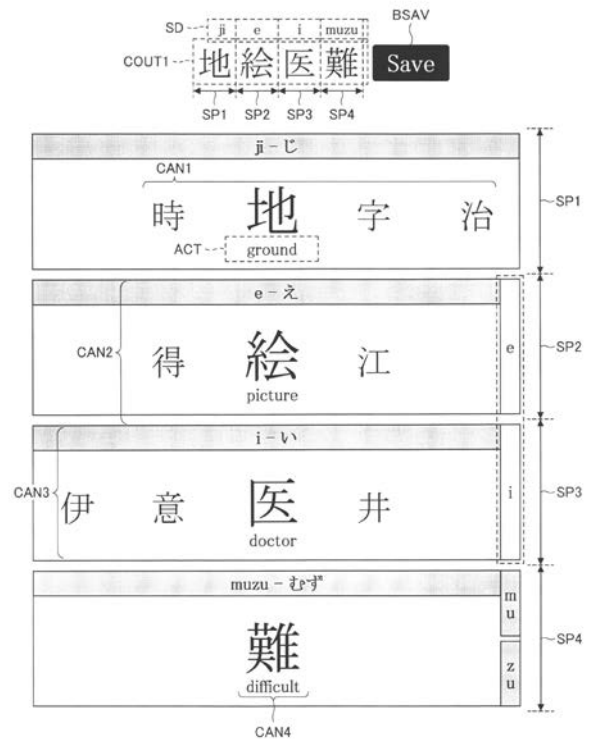 BSAV
SD ji e i muzu
COUT1 地 絵 医 難 Save
SP1 SP2 SP3 SP4
ji – じ
CAN1
時 地 字 治
ACT ground
SP1
e – え
CAN2
得 絵 江
picture
e
SP2
i – い
CAN3
伊 意 医 井
doctor
i
SP3
muzu – むず
難
difficult
mu
zu
SP4
CAN4